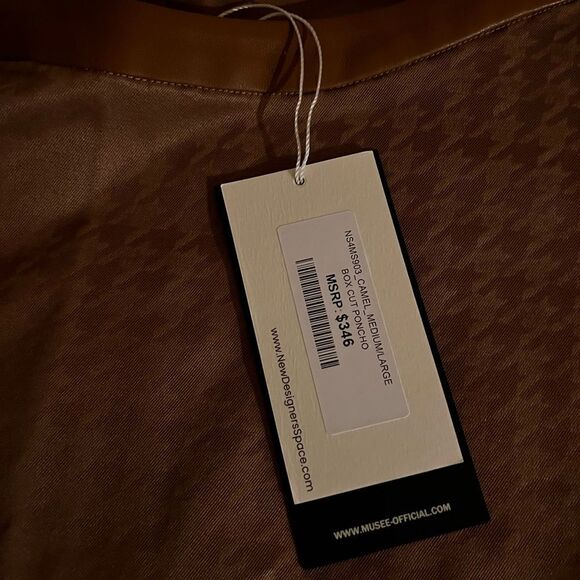 NS4MS903_CAMEL_MEDIUM/LARGE
BOX CUT PONCHO
MSRP: $346
www.NewDesignersSpace.com
WWW.MUSEE-OFFICIAL.COM